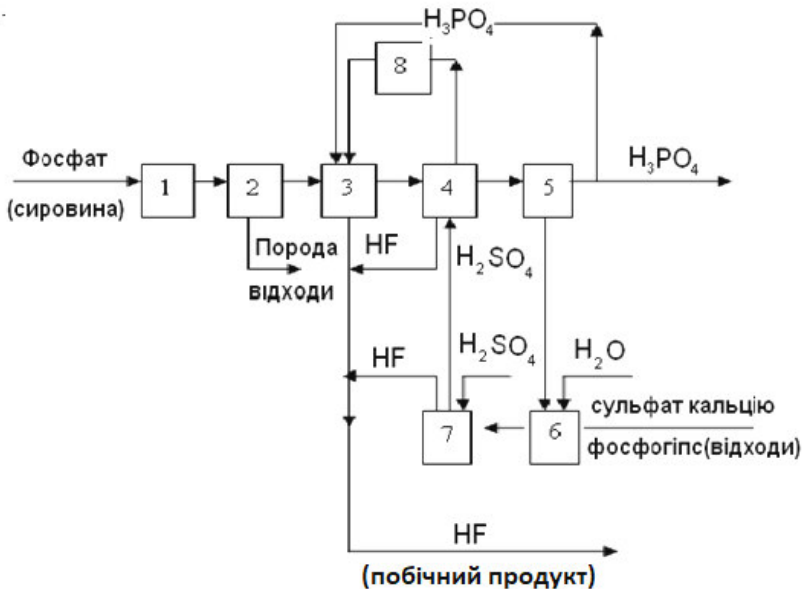 H₃PO₄
8
Фосфат
(сировина)
1
2
3
4
5
H₃PO₄
Порода
відходи
HF
H₂SO₄
HF
H₂SO₄
H₂O
сульфат кальцію
7
6
фосфогіпс(відходи)
HF
(побічний продукт)